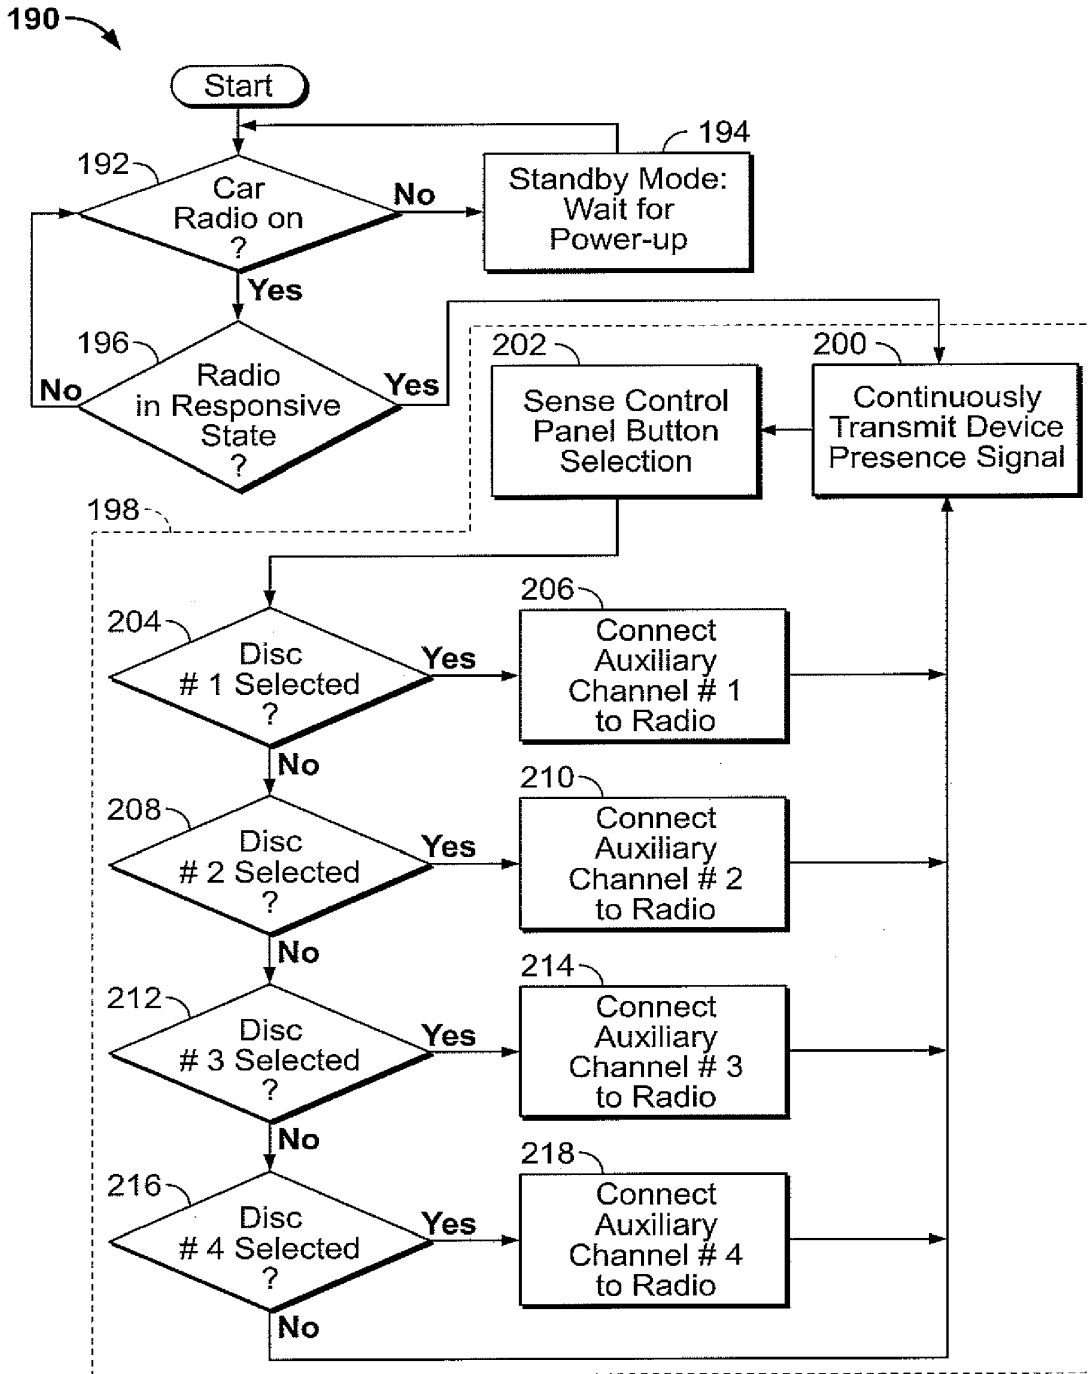 190
Start
192
Car
Radio on
?
No
194
Standby Mode:
Wait for
Power-up
Yes
196
Radio
in Responsive
State
?
No
Yes
202
Sense Control
Panel Button
Selection
200
Continuously
Transmit Device
Presence Signal
198
204
Disc
# 1 Selected
?
Yes
206
Connect
Auxiliary
Channel # 1
to Radio
No
208
Disc
# 2 Selected
?
Yes
210
Connect
Auxiliary
Channel # 2
to Radio
No
212
Disc
# 3 Selected
?
Yes
214
Connect
Auxiliary
Channel # 3
to Radio
No
216
Disc
# 4 Selected
?
Yes
218
Connect
Auxiliary
Channel # 4
to Radio
No